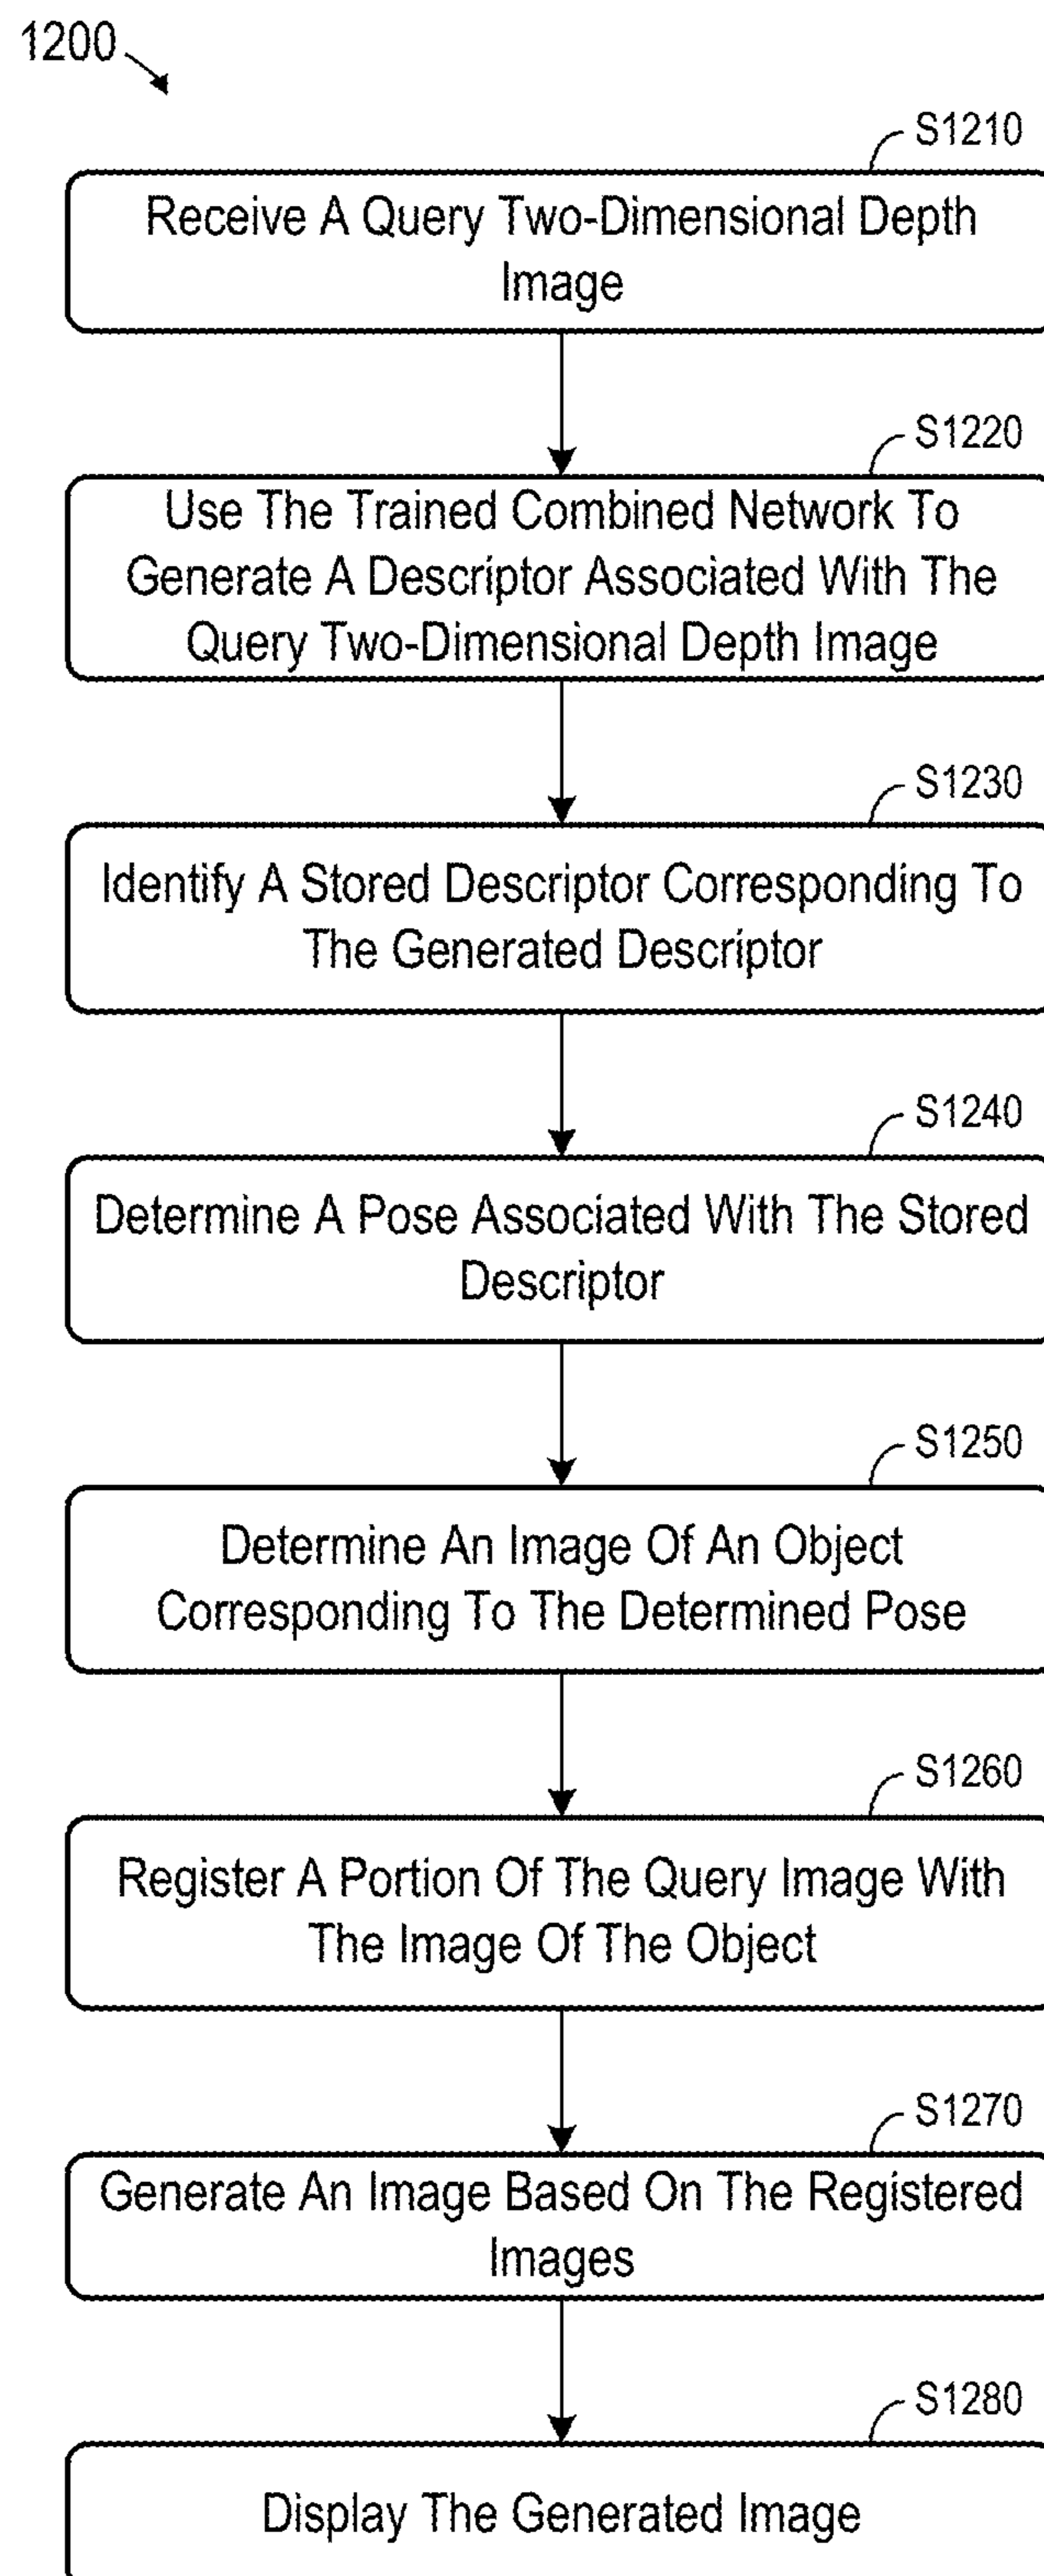 1200
S1210
Receive A Query Two-Dimensional Depth
Image
S1220
Use The Trained Combined Network To
Generate A Descriptor Associated With The
Query Two-Dimensional Depth Image
S1230
Identify A Stored Descriptor Corresponding To
The Generated Descriptor
S1240
Determine A Pose Associated With The Stored
Descriptor
S1250
Determine An Image Of An Object
Corresponding To The Determined Pose
S1260
Register A Portion Of The Query Image With
The Image Of The Object
S1270
Generate An Image Based On The Registered
Images
S1280
Display The Generated Image